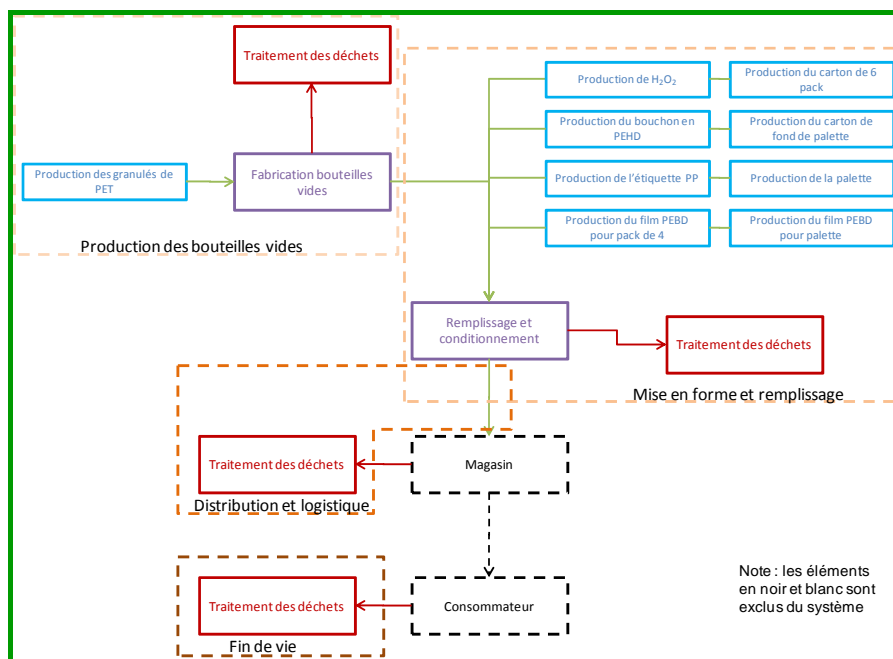 Traitement des déchets
Production de H₂O₂
Production du carton de 6
pack
Production du bouchon en
PEHD
Production du carton de
fond de palette
Production des granulés de
PET
Fabrication bouteilles
vides
Production de l'étiquette PP
Production de la palette
Production du film PEBD
pour pack de 4
Production du film PEBD
pour palette
Production des bouteilles vides
Remplissage et
conditionnement
Traitement des déchets
Mise en forme et remplissage
Traitement des déchets
Magasin
Distribution et logistique
Traitement des déchets
Consommateur
Fin de vie
Note : les éléments
en noir et blanc sont
exclus du système